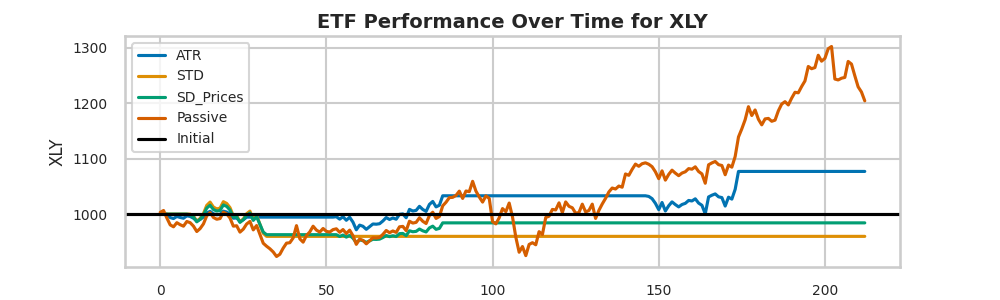 ETF Performance Over Time for XLY
1300
1200
1100
1000
XLY
ATR
STD
SD_Prices
Passive
Initial
0
50
100
150
200